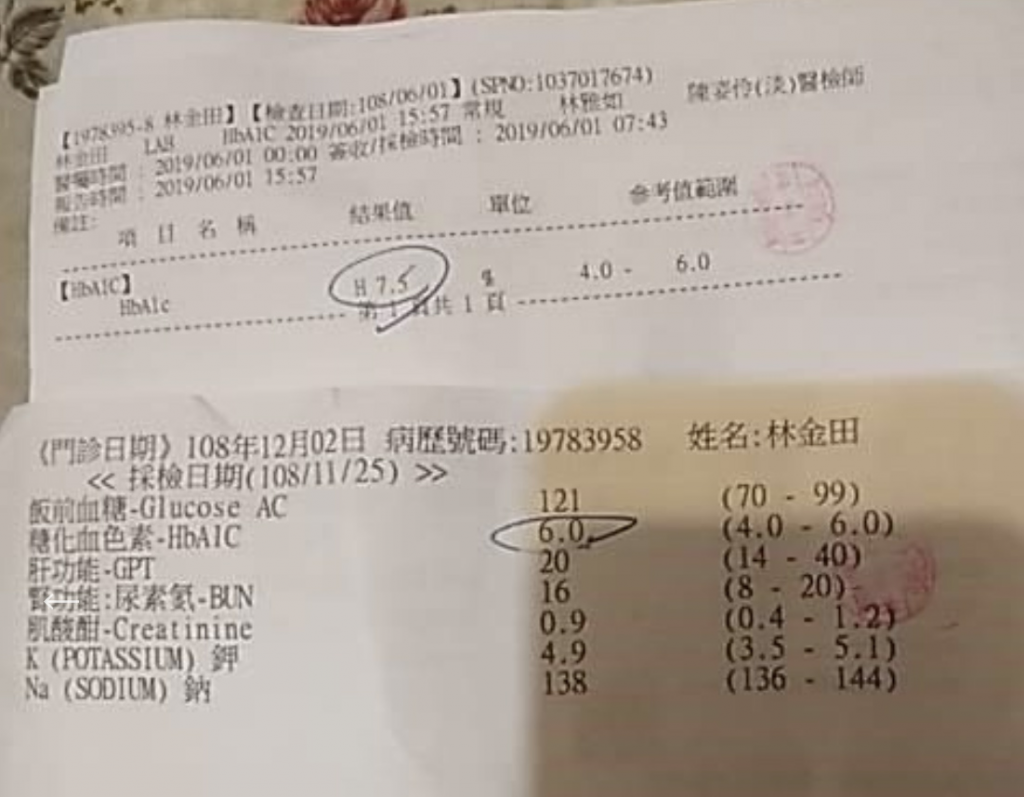 【1978395-8 林金田】【檢查日期:108/06/01】(SPNO:1037017674)
林金田 LAB HbA1C 2019/06/01 15:57 常規 林雅如 陳姿伶(淡)醫檢師
醫囑時間 : 2019/06/01 00:00 簽收/採檢時間 : 2019/06/01 07:43
報告時間 : 2019/06/01 15:57
備註:
項 目 名 稱 結果值 單位 參考值範圍
【HbA1C】
HbA1c H 7.5 % 4.0 - 6.0
第 1 頁共 1 頁
《門診日期》108年12月02日 病歷號碼:19783958 姓名:林金田
<< 採檢日期(108/11/25) >>
飯前血糖-Glucose AC 121 (70 - 99)
糖化血色素-HbA1C 6.0 (4.0 - 6.0)
肝功能-GPT 20 (14 - 40)
腎功能:尿素氮-BUN 16 (8 - 20)
肌酸酐-Creatinine 0.9 (0.4 - 1.2)
K (POTASSIUM) 鉀 4.9 (3.5 - 5.1)
Na (SODIUM) 鈉 138 (136 - 144)